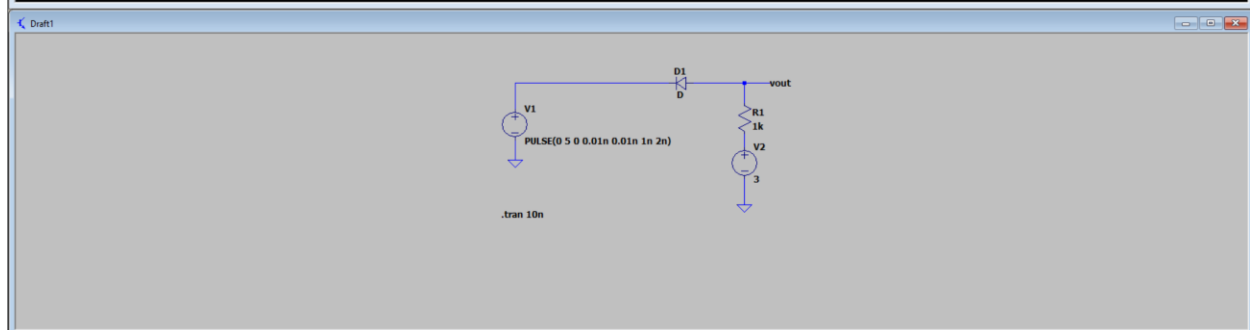 Draft1
D1
D
vout
V1
PULSE(0 5 0 0.01n 0.01n 1n 2n)
R1
1k
V2
3
.tran 10n